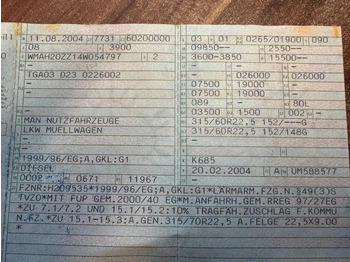 11.08.2004 7731 60200000 03 01 0265/01900 090
08 3900 09850-- 2550--
WMAH20ZZ14W054797 2 3600-3850 15500--
-- --
TGA03 023 0226002 -- 026000 026000
07500 19000 -- --
07500 19000 -- --
089 -- 80L
03500 1500 002 --
MAN NUTZFAHRZEUGE 315/60R22,5 152/---G
LKW MUELLWAGEN 315/60R22,5 152/148G
--
-- --
1999/96/EG;A,GKL:G1 K685
DIESEL 20.02.2004 A UM588577
0002 0671 11967
FZNR:H209535*1999/96/EG;A,GKL:G1*LÄRMARM.FZG.N.§49(3)S
TVZO*MIT FUP GEM.2000/40 EG*M.ANFAHRH.GEM.RREG 97/27EG
*ZU 7.1/7.2 UND 15.1/15.2:10% TRAGFÄH.ZUSCHLAG F.KOMMU
N.FZ.*ZU 15.1-15.3:A.GEN.315/70R22,5 A.FELGE 22,5X9.00
*